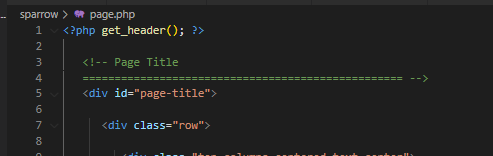 sparrow > page.php
1 <?php get_header(); ?>
2
3 <!-- Page Title
4 ================================================== -->
5 <div id="page-title">
6
7 <div class="row">
8